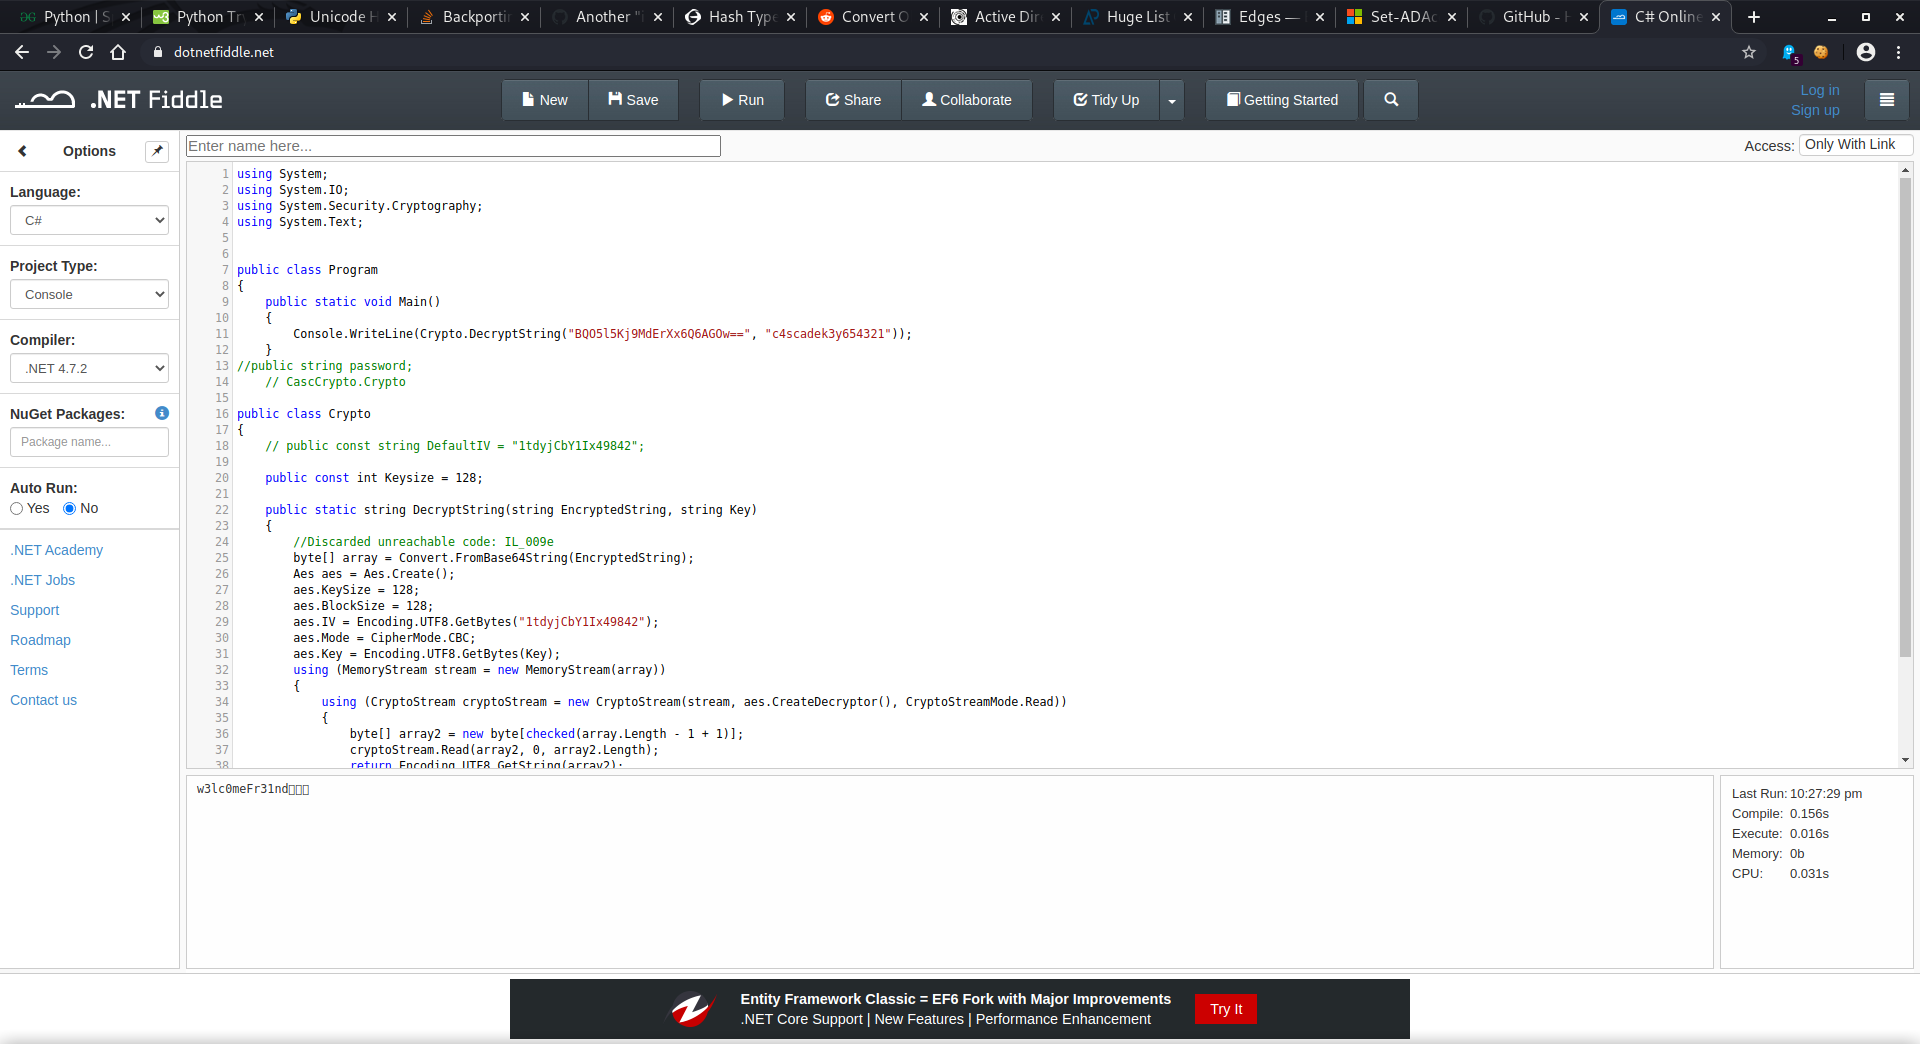 Python | S
Python Try
Unicode H
Backportin
Another "
Hash Type
Convert O
Active Dir
Huge List
Edges —
Set-ADAc
GitHub -
C# Online
dotnetfiddle.net
5
.NET Fiddle
New
Save
Run
Share
Collaborate
Tidy Up
Getting Started
Log in
Sign up
Options
Enter name here...
Access: Only With Link
Language:
C#
Project Type:
Console
Compiler:
.NET 4.7.2
NuGet Packages:
Package name...
Auto Run:
Yes No
.NET Academy
.NET Jobs
Support
Roadmap
Terms
Contact us
1 using System;
2 using System.IO;
3 using System.Security.Cryptography;
4 using System.Text;
5
6
7 public class Program
8 {
9     public static void Main()
10     {
11         Console.WriteLine(Crypto.DecryptString("BQO5l5Kj9MdErXx6Q6AGOw==", "c4scadek3y654321"));
12     }
13 //public string password;
14     // CascCrypto.Crypto
15
16 public class Crypto
17 {
18     // public const string DefaultIV = "1tdyjCbY1Ix49842";
19
20     public const int Keysize = 128;
21
22     public static string DecryptString(string EncryptedString, string Key)
23     {
24         //Discarded unreachable code: IL_009e
25         byte[] array = Convert.FromBase64String(EncryptedString);
26         Aes aes = Aes.Create();
27         aes.KeySize = 128;
28         aes.BlockSize = 128;
29         aes.IV = Encoding.UTF8.GetBytes("1tdyjCbY1Ix49842");
30         aes.Mode = CipherMode.CBC;
31         aes.Key = Encoding.UTF8.GetBytes(Key);
32         using (MemoryStream stream = new MemoryStream(array))
33         {
34             using (CryptoStream cryptoStream = new CryptoStream(stream, aes.CreateDecryptor(), CryptoStreamMode.Read))
35             {
36                 byte[] array2 = new byte[checked(array.Length - 1 + 1)];
37                 cryptoStream.Read(array2, 0, array2.Length);
38                 return Encoding.UTF8.GetString(array2);
w3lc0meFr31nd
Last Run: 10:27:29 pm
Compile: 0.156s
Execute: 0.016s
Memory: 0b
CPU: 0.031s
Entity Framework Classic = EF6 Fork with Major Improvements
.NET Core Support | New Features | Performance Enhancement
Try It